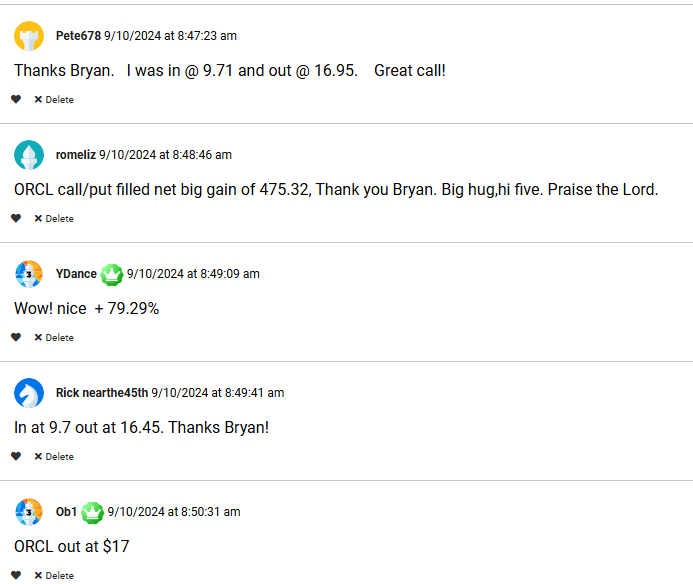 Pete678 9/10/2024 at 8:47:23 am
Thanks Bryan. I was in @ 9.71 and out @ 16.95. Great call!
Delete
romeliz 9/10/2024 at 8:48:46 am
ORCL call/put filled net big gain of 475.32, Thank you Bryan. Big hug,hi five. Praise the Lord.
Delete
3
YDance 9/10/2024 at 8:49:09 am
Wow! nice + 79.29%
Delete
Rick nearthe45th 9/10/2024 at 8:49:41 am
In at 9.7 out at 16.45. Thanks Bryan!
Delete
3
Ob1 9/10/2024 at 8:50:31 am
ORCL out at $17
Delete